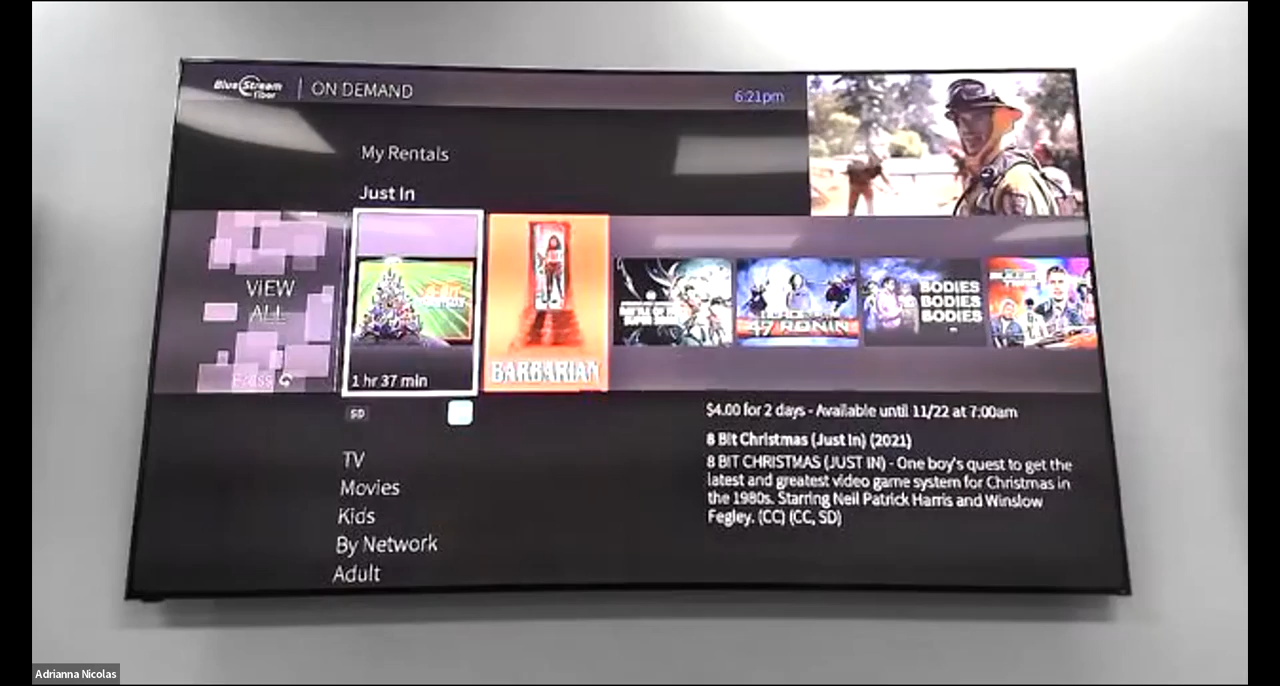 Blue Stream
fiber
ON DEMAND
6:21pm
My Rentals
Just In
VIEW
ALL
Press
1 hr 37 min
BARBARIAN
47 RONIN
BODIES
BODIES
BODIES
SD
$4.00 for 2 days - Available until 11/22 at 7:00am
8 Bit Christmas (Just In) (2021)
8 BIT CHRISTMAS (JUST IN) - One boy's quest to get the
latest and greatest video game system for Christmas in
the 1980s. Starring Neil Patrick Harris and Winslow
Fegley. (CC) (CC, SD)
TV
Movies
Kids
By Network
Adult
Adrianna Nicolas